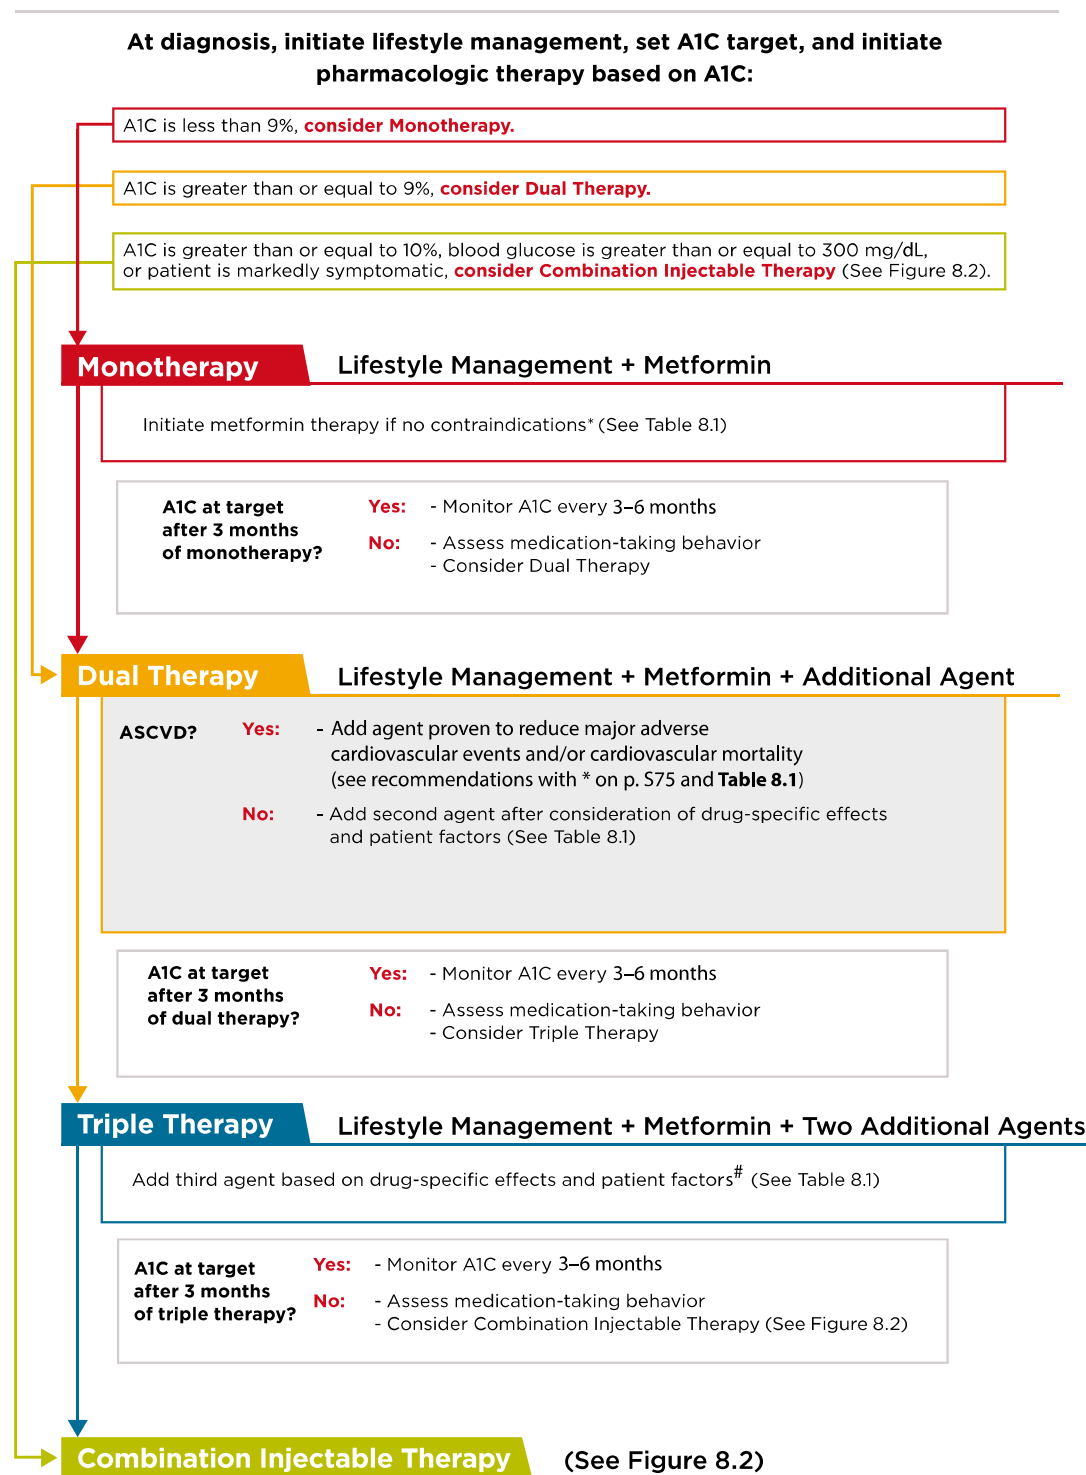 At diagnosis, initiate lifestyle management, set A1C target, and initiate
pharmacologic therapy based on A1C:
A1C is less than 9%, consider Monotherapy.
A1C is greater than or equal to 9%, consider Dual Therapy.
A1C is greater than or equal to 10%, blood glucose is greater than or equal to 300 mg/dL,
or patient is markedly symptomatic, consider Combination Injectable Therapy (See Figure 8.2).
Monotherapy Lifestyle Management + Metformin
Initiate metformin therapy if no contraindications* (See Table 8.1)
A1C at target
after 3 months
of monotherapy?
Yes: - Monitor A1C every 3–6 months
No: - Assess medication-taking behavior
- Consider Dual Therapy
Dual Therapy Lifestyle Management + Metformin + Additional Agent
ASCVD? Yes: - Add agent proven to reduce major adverse
cardiovascular events and/or cardiovascular mortality
(see recommendations with * on p. S75 and Table 8.1)
No: - Add second agent after consideration of drug-specific effects
and patient factors (See Table 8.1)
A1C at target
after 3 months
of dual therapy?
Yes: - Monitor A1C every 3–6 months
No: - Assess medication-taking behavior
- Consider Triple Therapy
Triple Therapy Lifestyle Management + Metformin + Two Additional Agents
Add third agent based on drug-specific effects and patient factors# (See Table 8.1)
A1C at target
after 3 months
of triple therapy?
Yes: - Monitor A1C every 3–6 months
No: - Assess medication-taking behavior
- Consider Combination Injectable Therapy (See Figure 8.2)
Combination Injectable Therapy (See Figure 8.2)